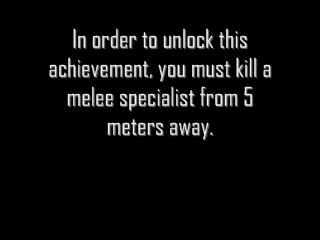 In order to unlock this
achievement, you must kill a
melee specialist from 5
meters away.